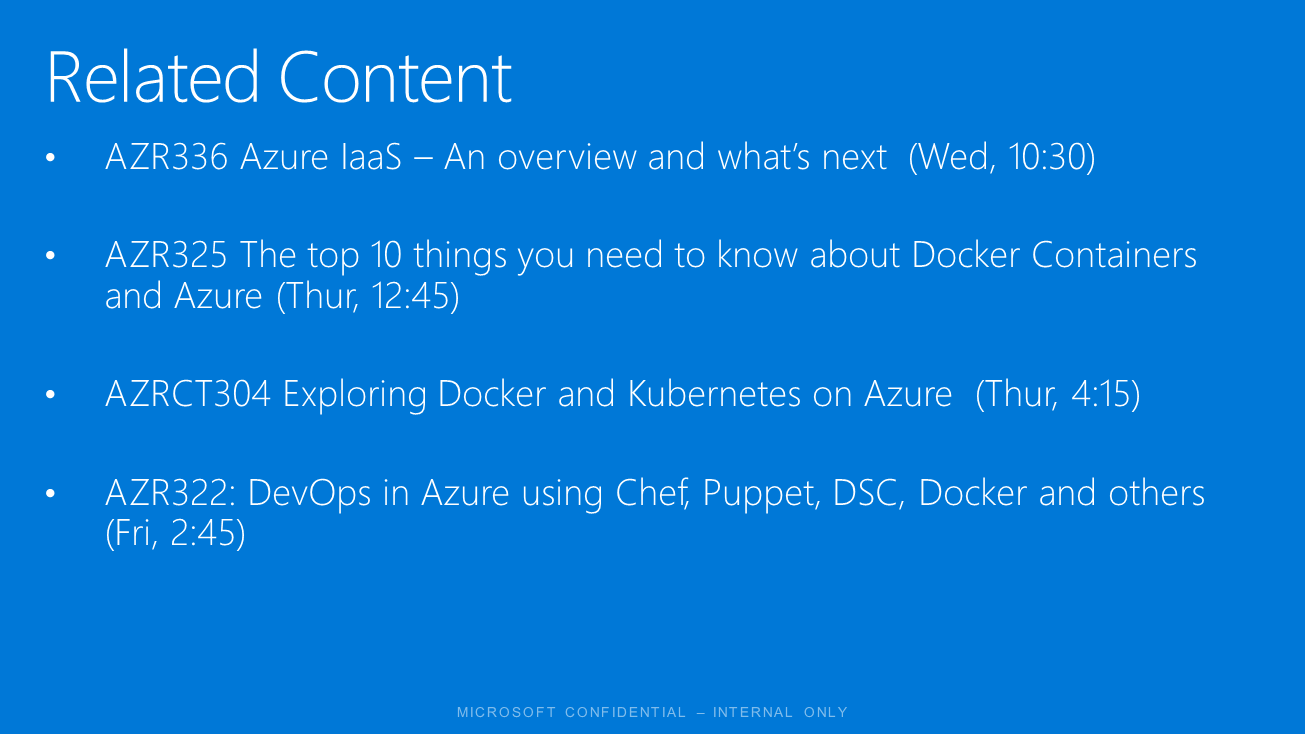 Related Content
• AZR336 Azure IaaS – An overview and what’s next  (Wed, 10:30)
• AZR325 The top 10 things you need to know about Docker Containers
and Azure (Thur, 12:45)
• AZRCT304 Exploring Docker and Kubernetes on Azure  (Thur, 4:15)
• AZR322: DevOps in Azure using Chef, Puppet, DSC, Docker and others
(Fri, 2:45)
MICROSOFT CONFIDENTIAL – INTERNAL ONLY